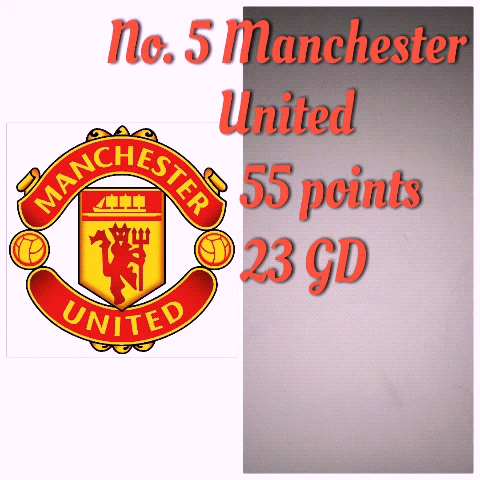 No. 5 Manchester
United
55 points
23 GD
MANCHESTER
UNITED